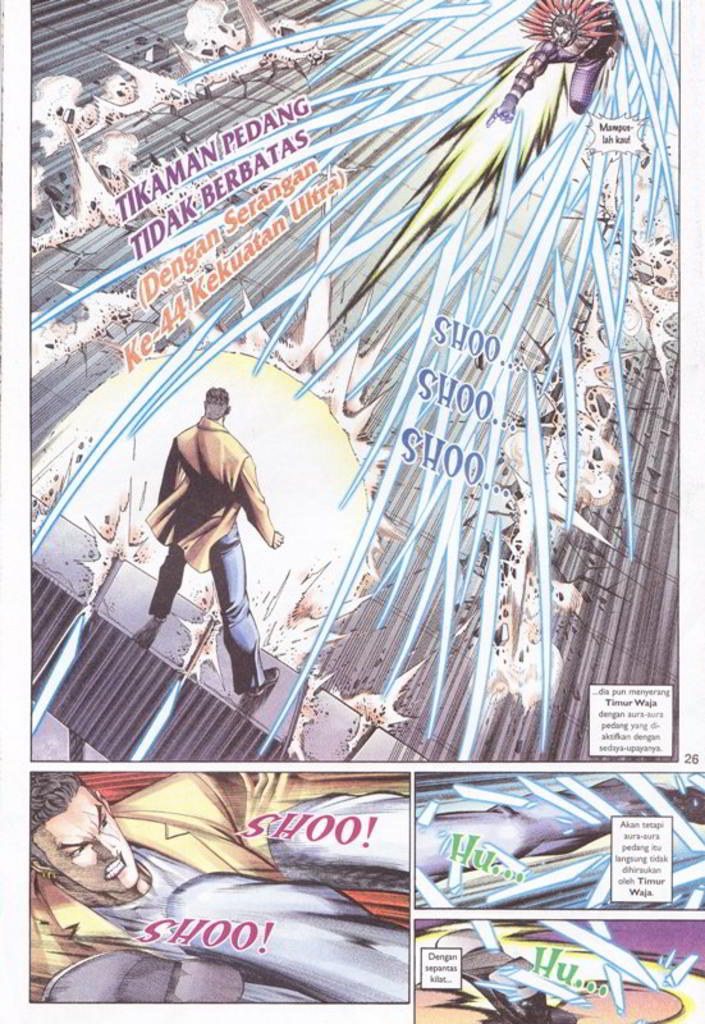 TIKAMAN PEDANG
TIDAK BERBATAS
(Dengan Serangan
Ke-44 Kekuatan Ultra)
Mampus-
lah kau!
SHOO...
SHOO...
SHOO...
...dia pun menyerang
Timur Waja
dengan aura-aura
pedang yang di-
aktifkan dengan
sedaya-upayanya.
26
SHOO!
SHOO!
Hu...
Akan tetapi
aura-aura
pedang itu
langsung tidak
dihiraukan
oleh Timur
Waja.
Dengan
sepantas
kilat...
Hu...